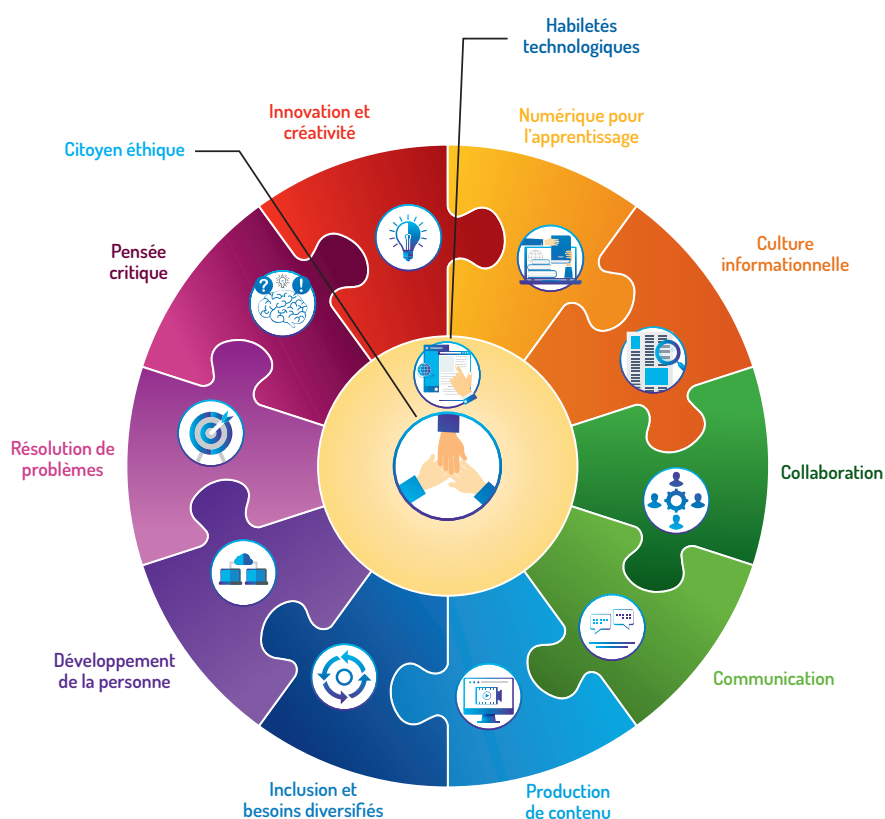 Habiletés
technologiques
Innovation et
créativité
Numérique pour
l'apprentissage
Citoyen éthique
Pensée
critique
Culture
informationnelle
Résolution de
problèmes
Collaboration
Développement
de la personne
Communication
Inclusion et
besoins diversifiés
Production
de contenu